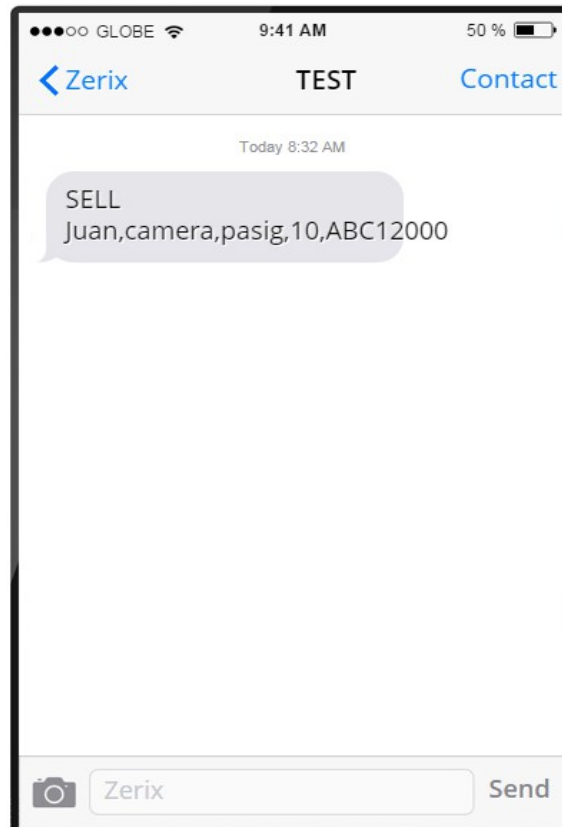 GLOBE 9:41 AM 50 %
Zerix TEST Contact
Today 8:32 AM
SELL
Juan,camera,pasig,10,ABC12000
Zerix Send